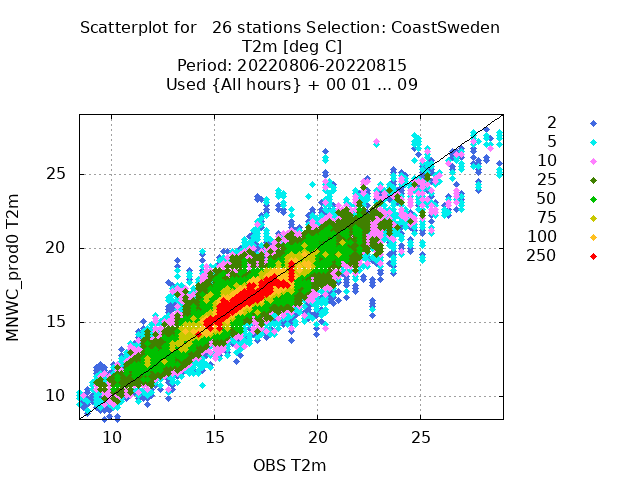 Scatterplot for   26 stations Selection: CoastSweden
T2m [deg C]
Period: 20220806-20220815
Used {All hours} + 00 01 ... 09
2
5
10
25
50
75
100
250
25
20
15
10
MNWC_prod0 T2m
10 15 20 25
OBS T2m